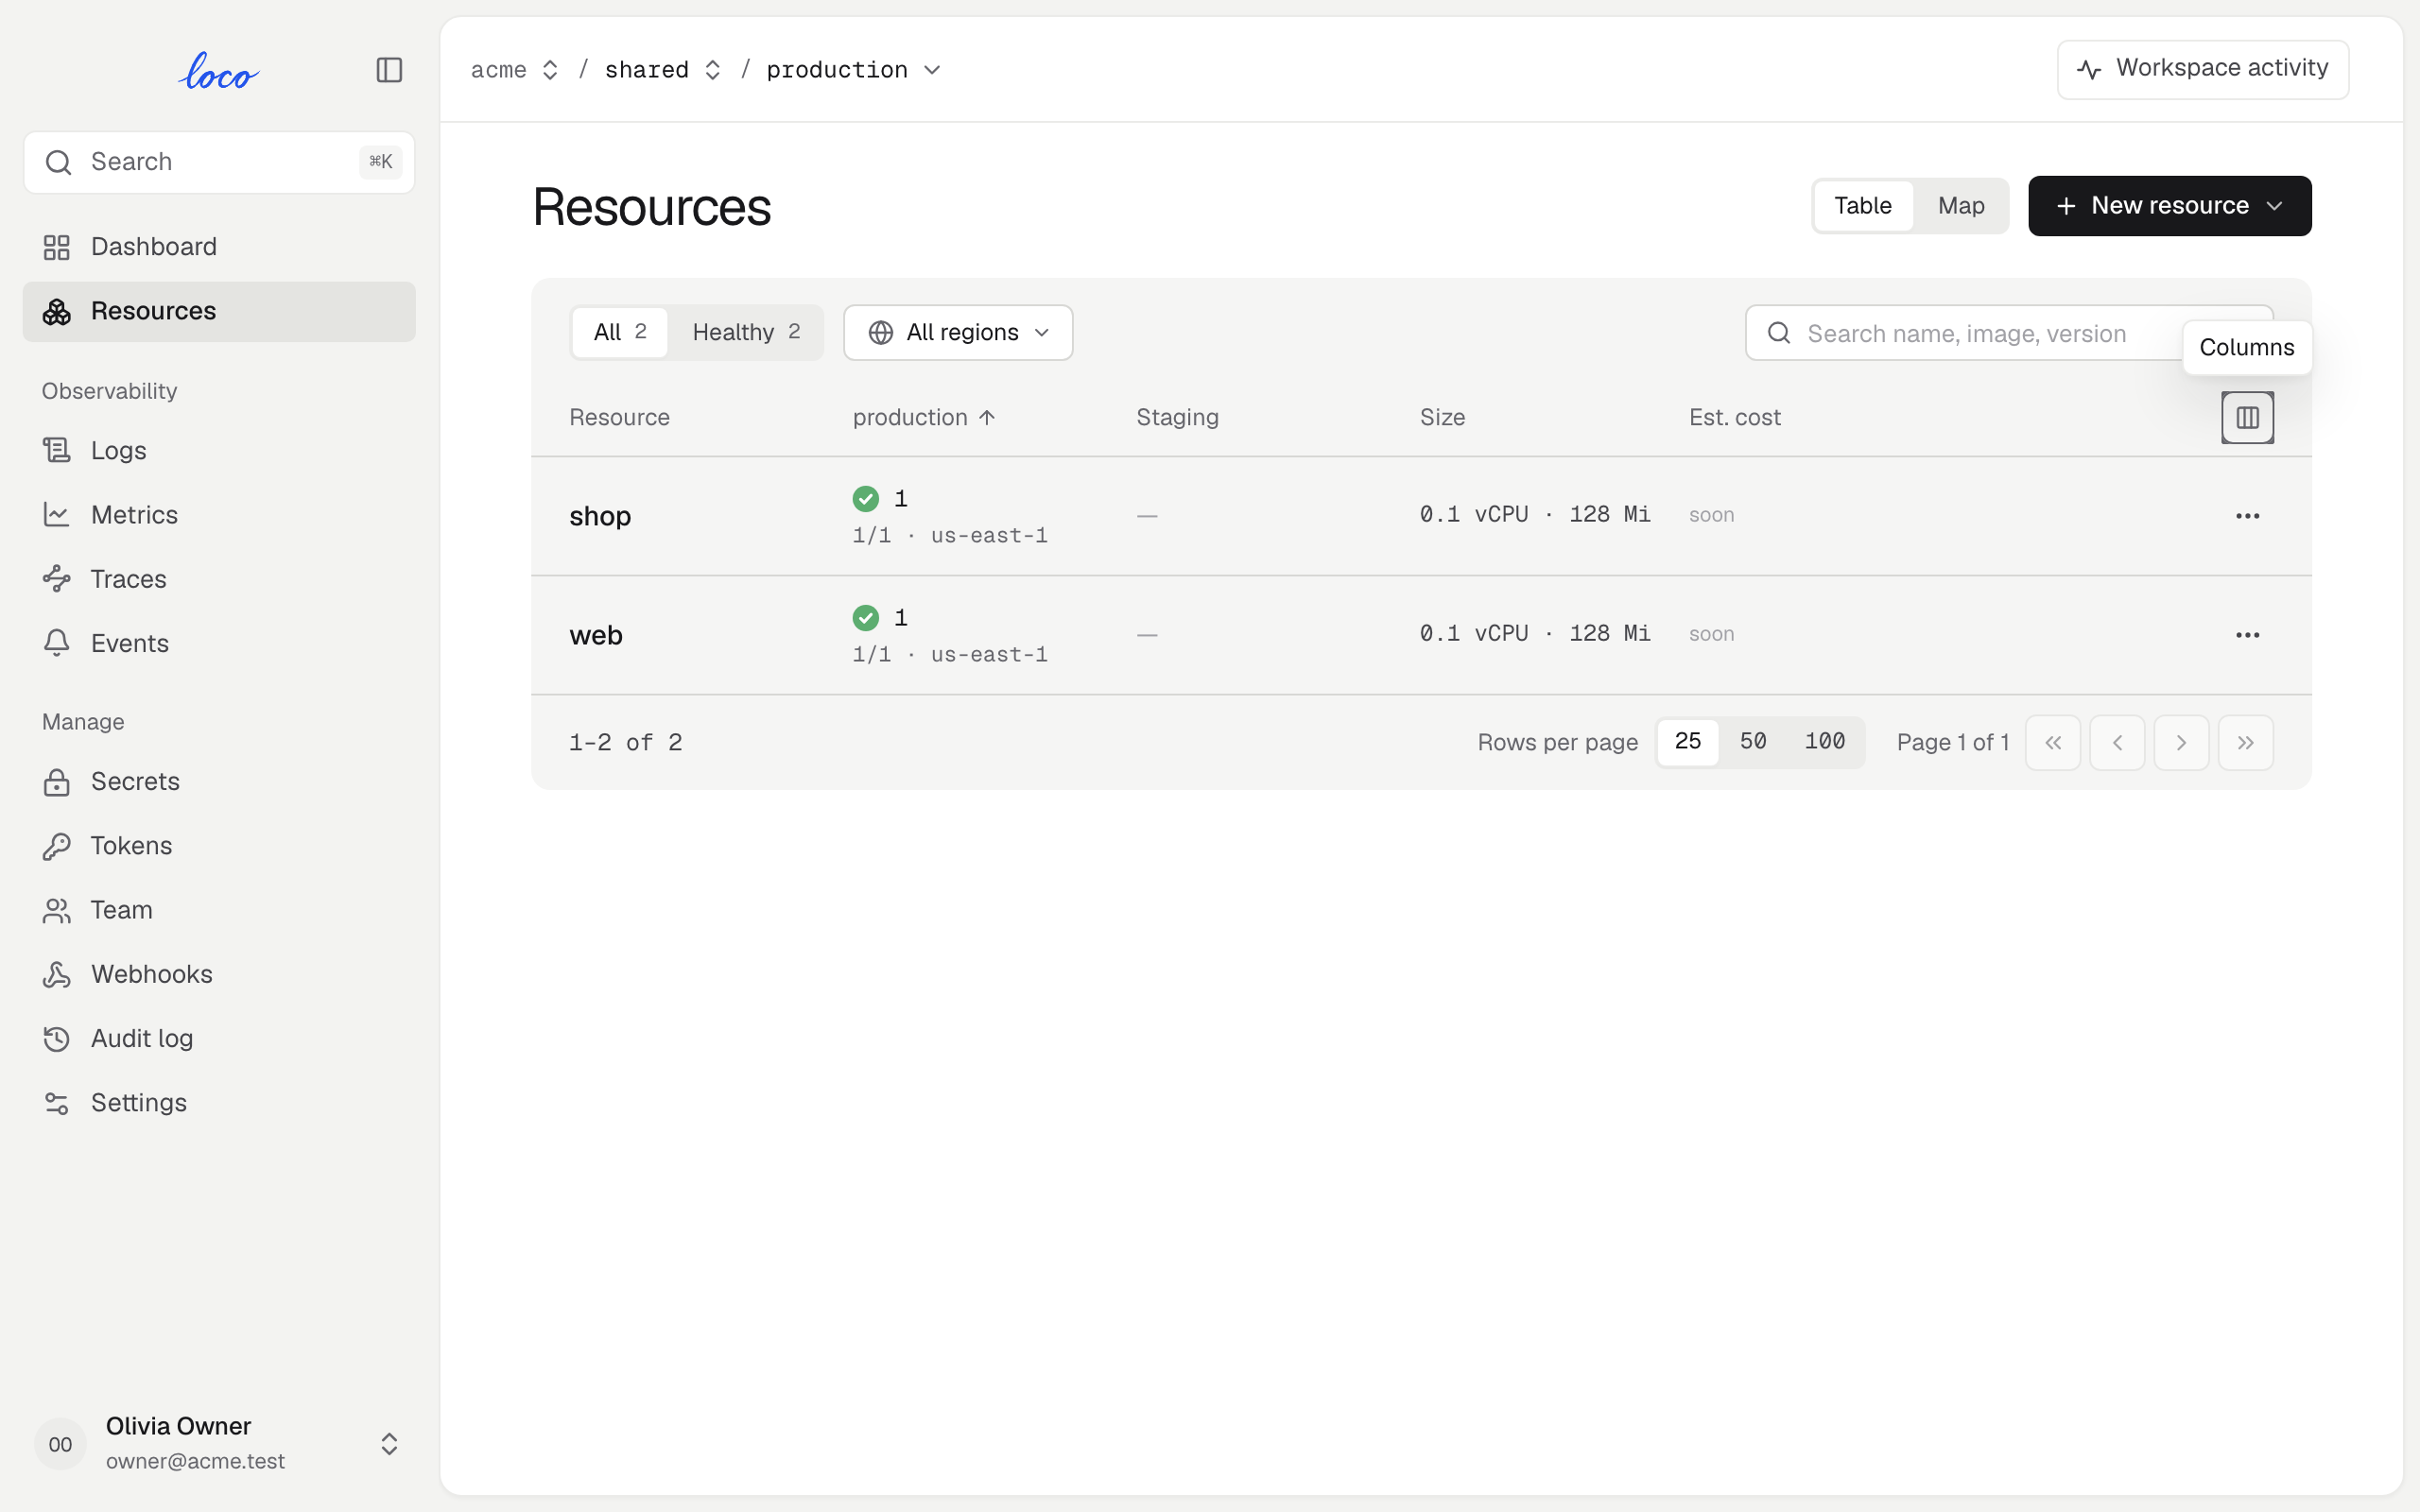 loco
acme / shared / production
Workspace activity
Search ⌘K
Dashboard
Resources
Observability
Logs
Metrics
Traces
Events
Manage
Secrets
Tokens
Team
Webhooks
Audit log
Settings
OO
Olivia Owner
owner@acme.test
Resources
Table Map
+ New resource
All 2 Healthy 2
All regions
Search name, image, version
Columns
Resource production ↑ Staging Size Est. cost
shop 1 — 0.1 vCPU · 128 Mi soon
1/1 · us-east-1
web 1 — 0.1 vCPU · 128 Mi soon
1/1 · us-east-1
1–2 of 2 Rows per page 25 50 100 Page 1 of 1